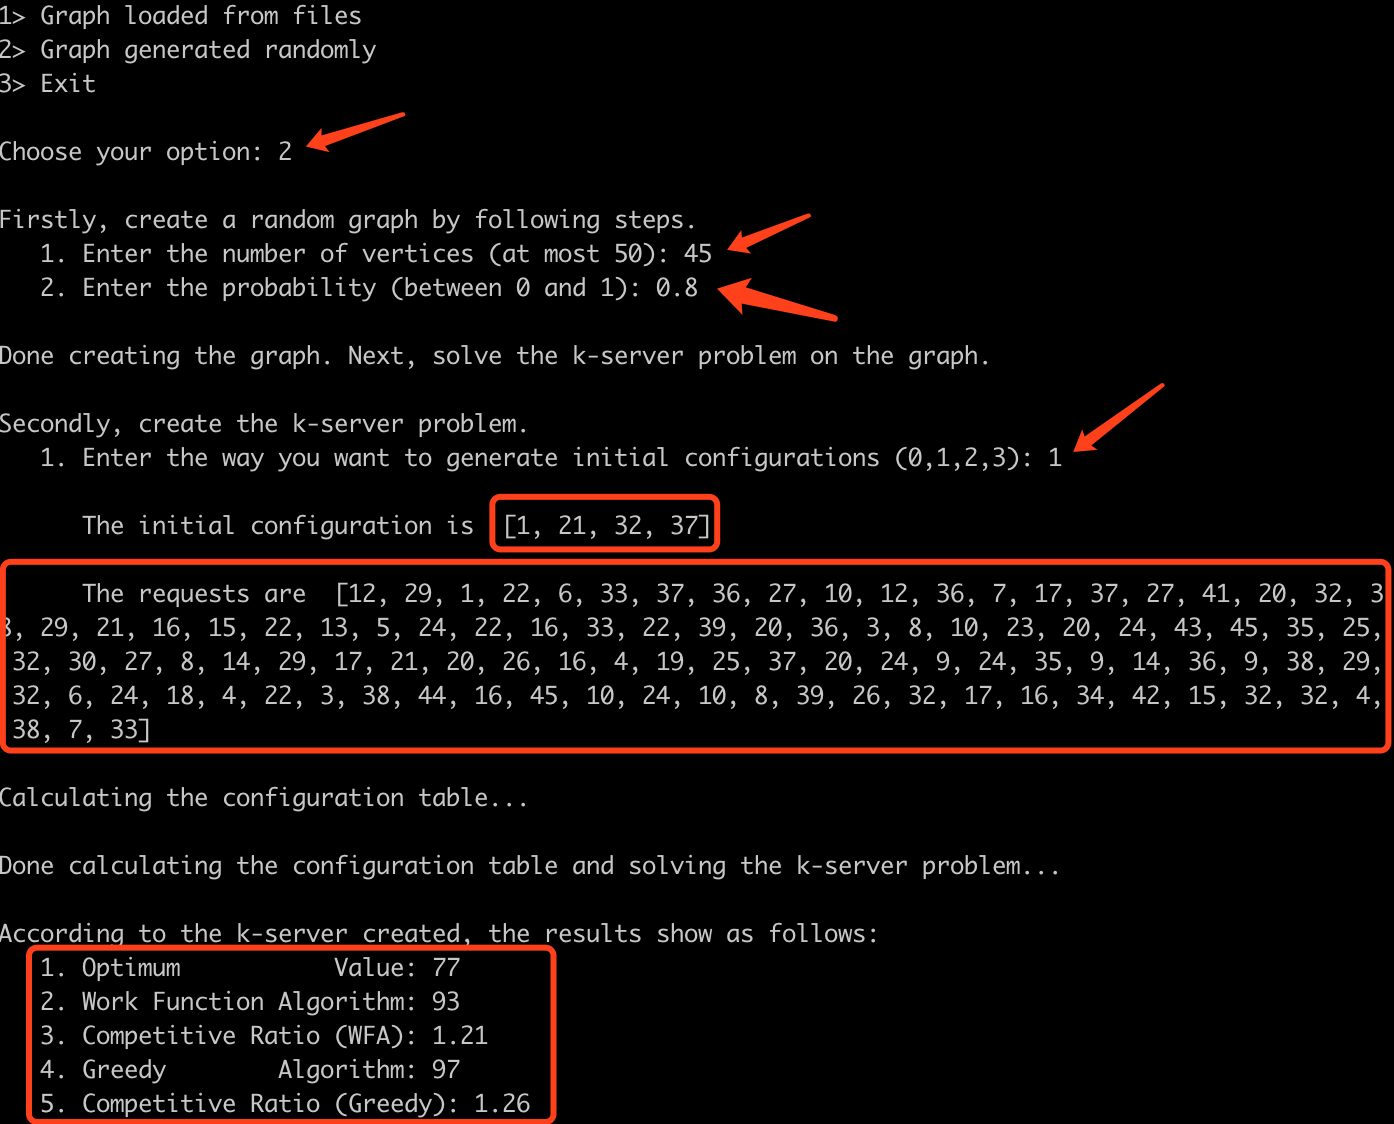 1> Graph loaded from files
2> Graph generated randomly
3> Exit
Choose your option: 2
Firstly, create a random graph by following steps.
1. Enter the number of vertices (at most 50): 45
2. Enter the probability (between 0 and 1): 0.8
Done creating the graph. Next, solve the k-server problem on the graph.
Secondly, create the k-server problem.
1. Enter the way you want to generate initial configurations (0,1,2,3): 1
The initial configuration is [1, 21, 32, 37]
The requests are [12, 29, 1, 22, 6, 33, 37, 36, 27, 10, 12, 36, 7, 17, 37, 27, 41, 20, 32, 3
8, 29, 21, 16, 15, 22, 13, 5, 24, 22, 16, 33, 22, 39, 20, 36, 3, 8, 10, 23, 20, 24, 43, 45, 35, 25,
32, 30, 27, 8, 14, 29, 17, 21, 20, 26, 16, 4, 19, 25, 37, 20, 24, 9, 24, 35, 9, 14, 36, 9, 38, 29,
32, 6, 24, 18, 4, 22, 3, 38, 44, 16, 45, 10, 24, 10, 8, 39, 26, 32, 17, 16, 34, 42, 15, 32, 32, 4,
38, 7, 33]
Calculating the configuration table...
Done calculating the configuration table and solving the k-server problem...
According to the k-server created, the results show as follows:
1. Optimum Value: 77
2. Work Function Algorithm: 93
3. Competitive Ratio (WFA): 1.21
4. Greedy Algorithm: 97
5. Competitive Ratio (Greedy): 1.26